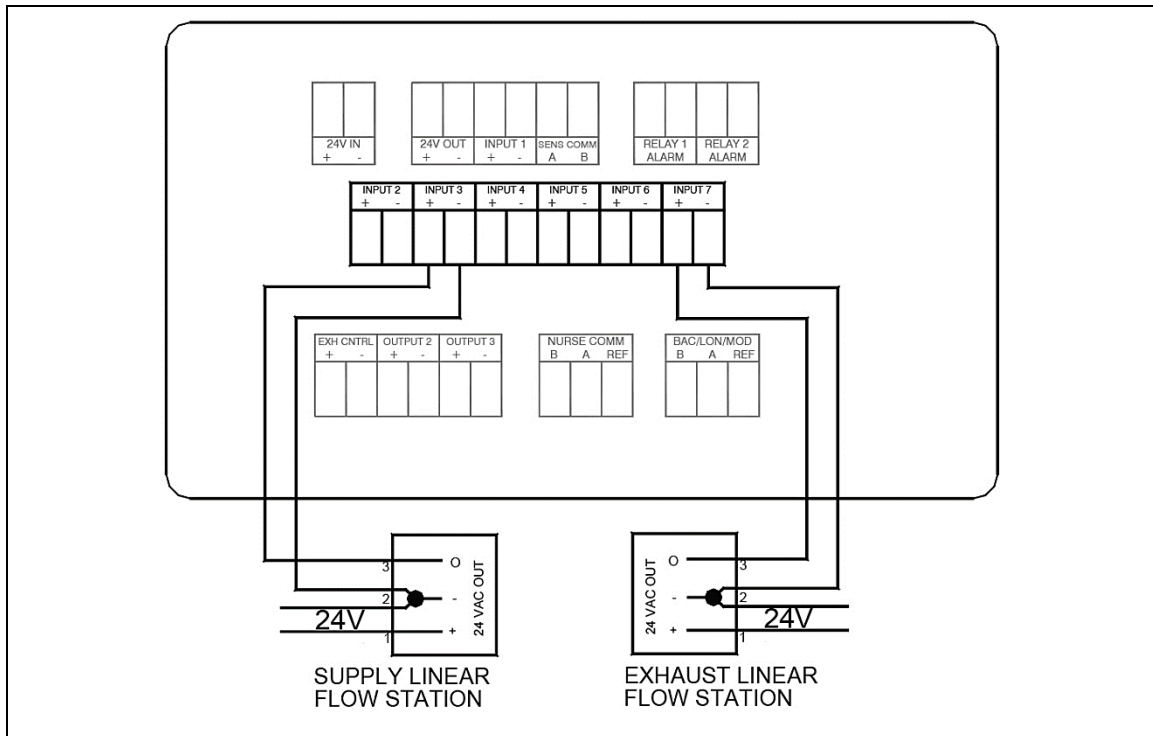 24V IN
+ -
24V OUT INPUT 1 SENS COMM
+ - + - A B
RELAY 1 RELAY 2
ALARM ALARM
INPUT 2 INPUT 3 INPUT 4 INPUT 5 INPUT 6 INPUT 7
+ - + - + - + - + - + -
EXH CNTRL OUTPUT 2 OUTPUT 3
+ - + - + -
NURSE COMM
B A REF
BAC/LON/MOD
B A REF
3 O
2 -
24V
1 +
24 VAC OUT
SUPPLY LINEAR
FLOW STATION
O 3
- 2
24V
+ 1
24 VAC OUT
EXHAUST LINEAR
FLOW STATION